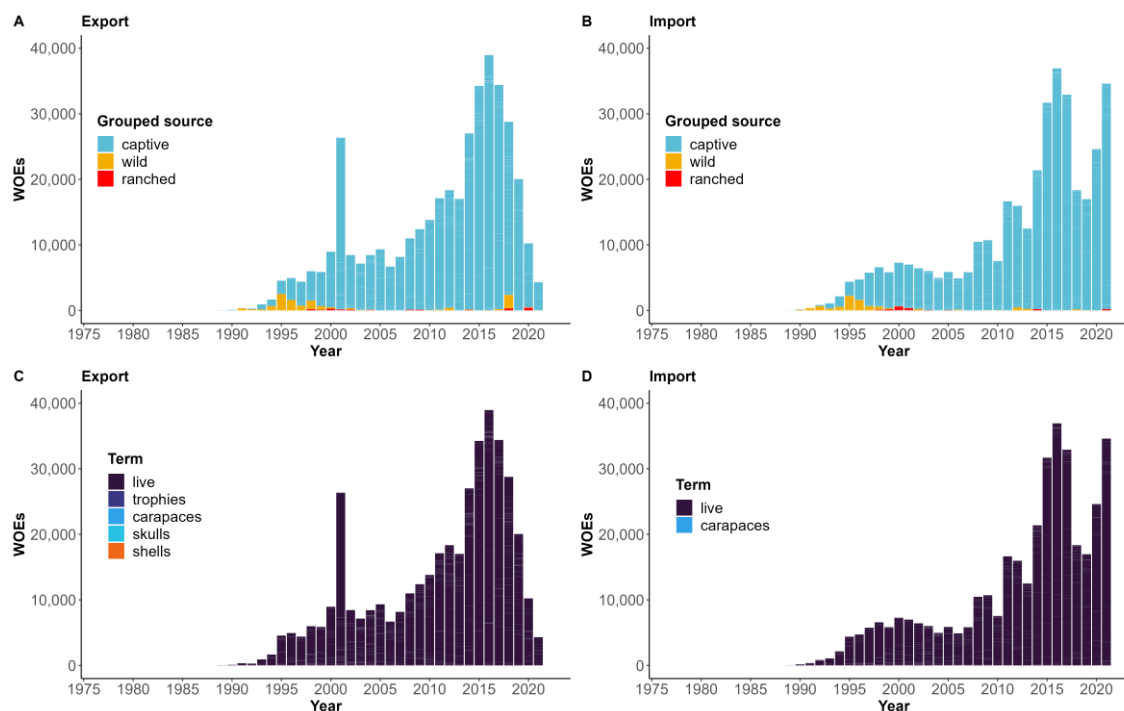 A Export
40,000
30,000
20,000
10,000
0
WOEs
Grouped source
captive
wild
ranched
1975 1980 1985 1990 1995 2000 2005 2010 2015 2020
Year
B Import
40,000
30,000
20,000
10,000
0
WOEs
Grouped source
captive
wild
ranched
1975 1980 1985 1990 1995 2000 2005 2010 2015 2020
Year
C Export
40,000
30,000
20,000
10,000
0
WOEs
Term
live
trophies
carapaces
skulls
shells
1975 1980 1985 1990 1995 2000 2005 2010 2015 2020
Year
D Import
40,000
30,000
20,000
10,000
0
WOEs
Term
live
carapaces
1975 1980 1985 1990 1995 2000 2005 2010 2015 2020
Year